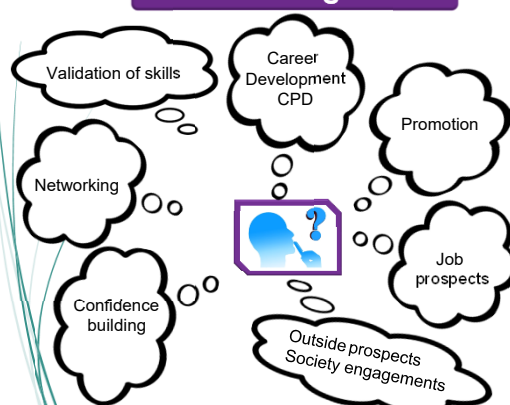 Validation of skills
Career
Development
CPD
Promotion
Networking
?
Job
prospects
Confidence
building
Outside prospects
Society engagements